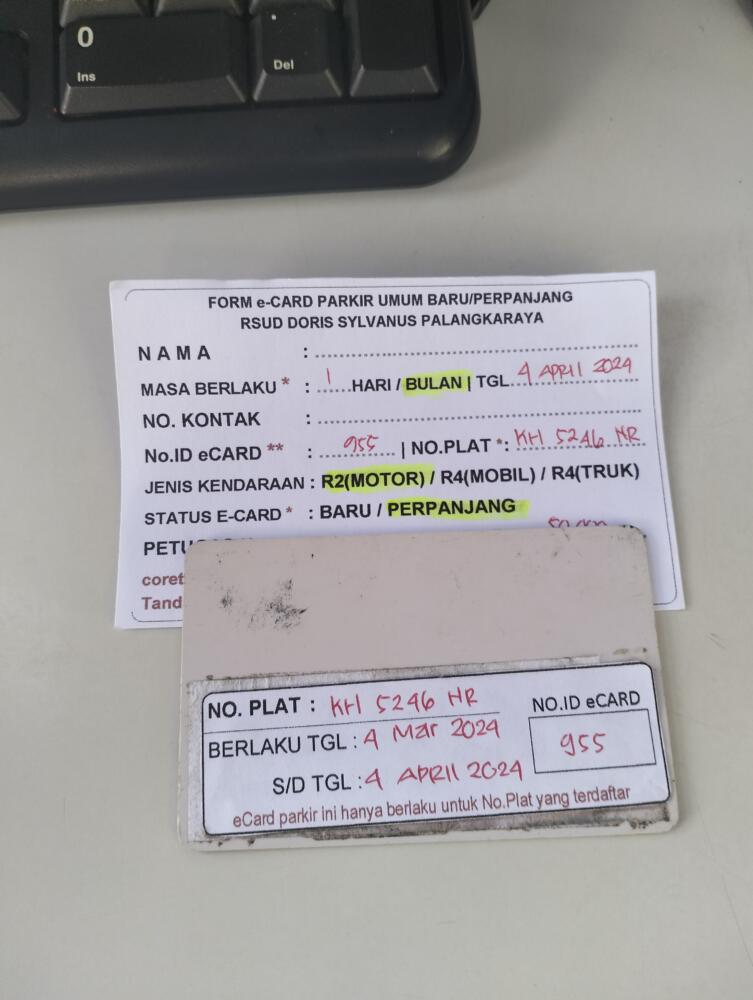 0
Ins
.
Del
FORM e-CARD PARKIR UMUM BARU/PERPANJANG
RSUD DORIS SYLVANUS PALANGKARAYA
NAMA :
MASA BERLAKU * : 1 HARI / BULAN | TGL. 4 APRIL 2024
NO. KONTAK :
No.ID eCARD ** : 955 | NO.PLAT *: KH 5246 HR
JENIS KENDARAAN : R2(MOTOR) / R4(MOBIL) / R4(TRUK)
STATUS E-CARD * : BARU / PERPANJANG
PETU
coret
Tand
NO. PLAT : KH 5246 HR
NO.ID eCARD
BERLAKU TGL : 4 Mar 2024
955
S/D TGL : 4 APRIL 2024
eCard parkir ini hanya berlaku untuk No.Plat yang terdaftar